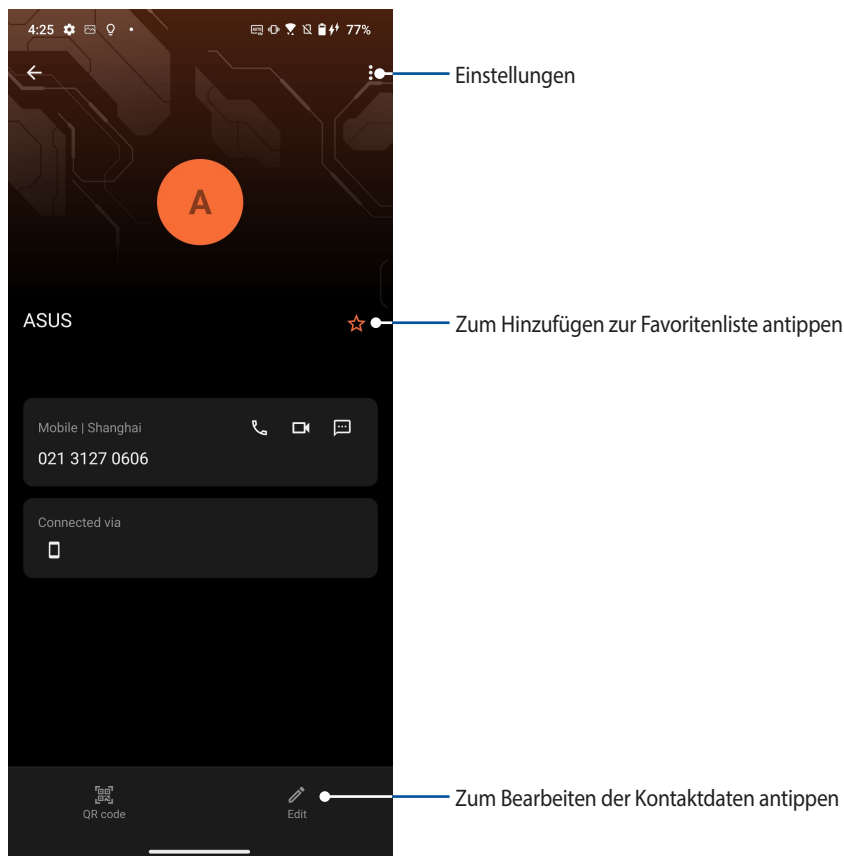 4:25 77%
Einstellungen
A
ASUS
Zum Hinzufügen zur Favoritenliste antippen
Mobile | Shanghai
021 3127 0606
Connected via
Zum Bearbeiten der Kontaktdaten antippen
QR code Edit